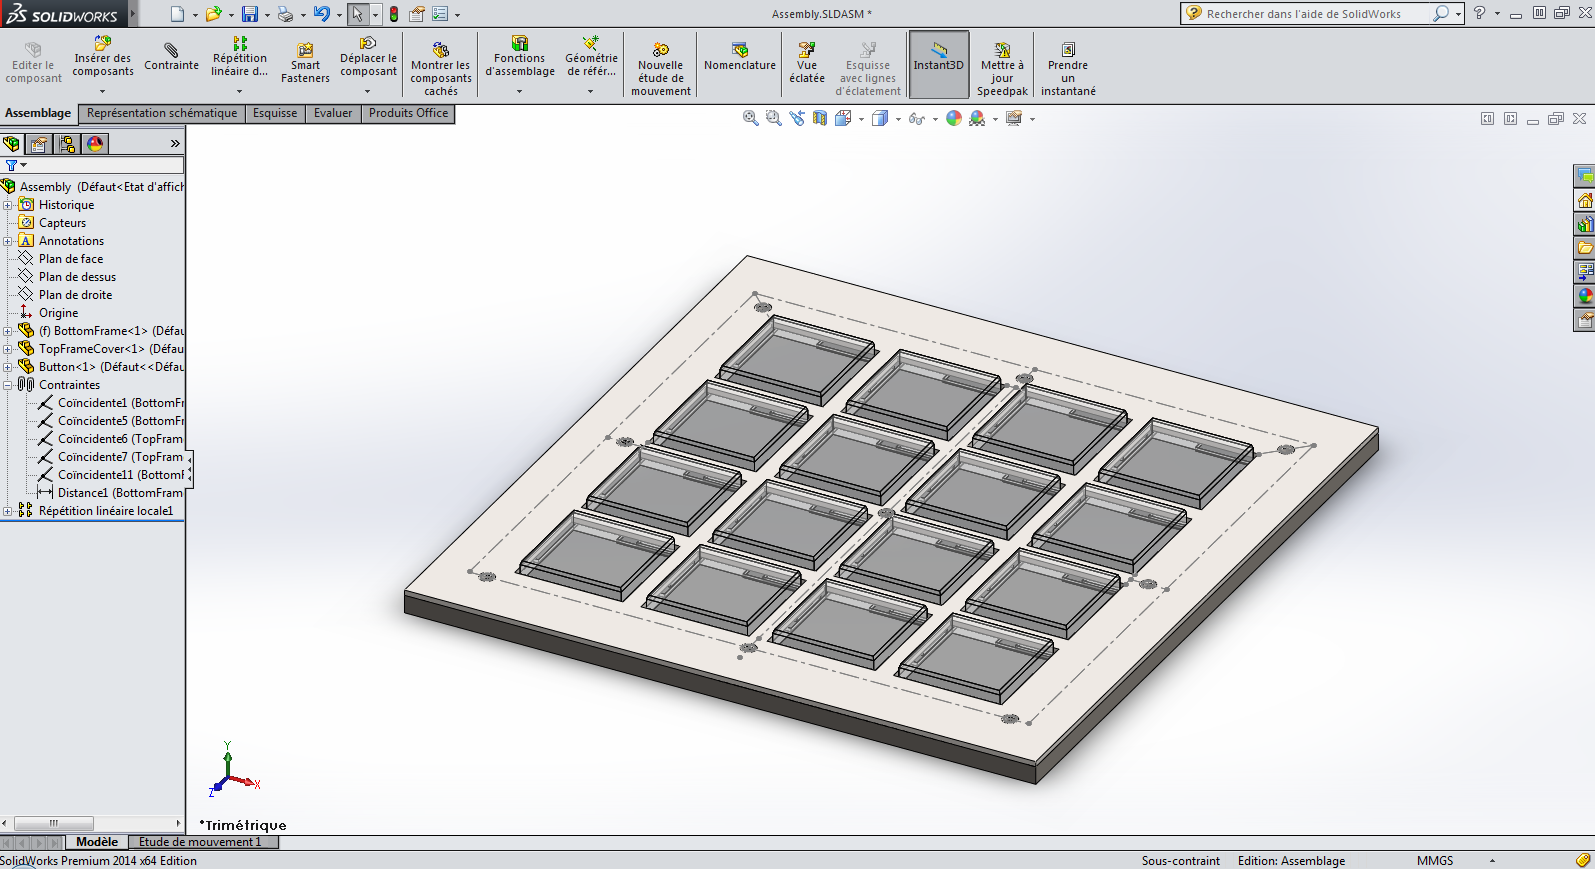 SOLIDWORKS
Assembly.SLDASM *
Rechercher dans l'aide de SolidWorks
Editer le composant
Insérer des composants
Contrainte
Répétition linéaire d...
Smart Fasteners
Déplacer le composant
Montrer les composants cachés
Fonctions d'assemblage
Géométrie de référ...
Nouvelle étude de mouvement
Nomenclature
Vue éclatée
Esquisse avec lignes d'éclatement
Instant3D
Mettre à jour Speedpak
Prendre un instantané
Assemblage
Représentation schématique
Esquisse
Evaluer
Produits Office
Assembly (Défaut<Etat d'affich
Historique
Capteurs
Annotations
Plan de face
Plan de dessus
Plan de droite
Origine
(f) BottomFrame<1> (Défau
TopFrameCover<1> (Défau
Button<1> (Défaut<<Défau
Contraintes
Coïncidente1 (BottomFr
Coïncidente5 (BottomFr
Coïncidente6 (TopFram
Coïncidente7 (TopFram
Coïncidente11 (Bottomf
Distance1 (BottomFram
Répétition linéaire locale1
Y
X
Z
*Trimétrique
Modèle
Etude de mouvement 1
SolidWorks Premium 2014 x64 Edition
Sous-contraint
Edition: Assemblage
MMGS